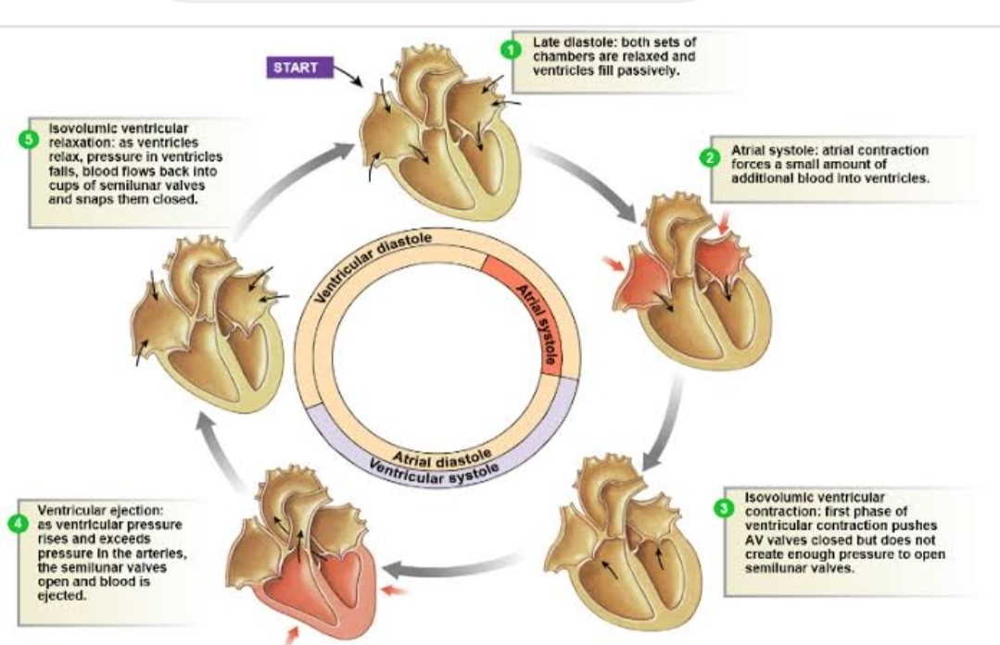 START
1
Late diastole: both sets of
chambers are relaxed and
ventricles fill passively.
2
Atrial systole: atrial contraction
forces a small amount of
additional blood into ventricles.
3
Isovolumic ventricular
contraction: first phase of
ventricular contraction pushes
AV valves closed but does not
create enough pressure to open
semilunar valves.
4
Ventricular ejection:
as ventricular pressure
rises and exceeds
pressure in the arteries,
the semilunar valves
open and blood is
ejected.
5
Isovolumic ventricular
relaxation: as ventricles
relax, pressure in ventricles
falls, blood flows back into
cups of semilunar valves
and snaps them closed.
Ventricular diastole
Atrial systole
Atrial diastole
Ventricular systole